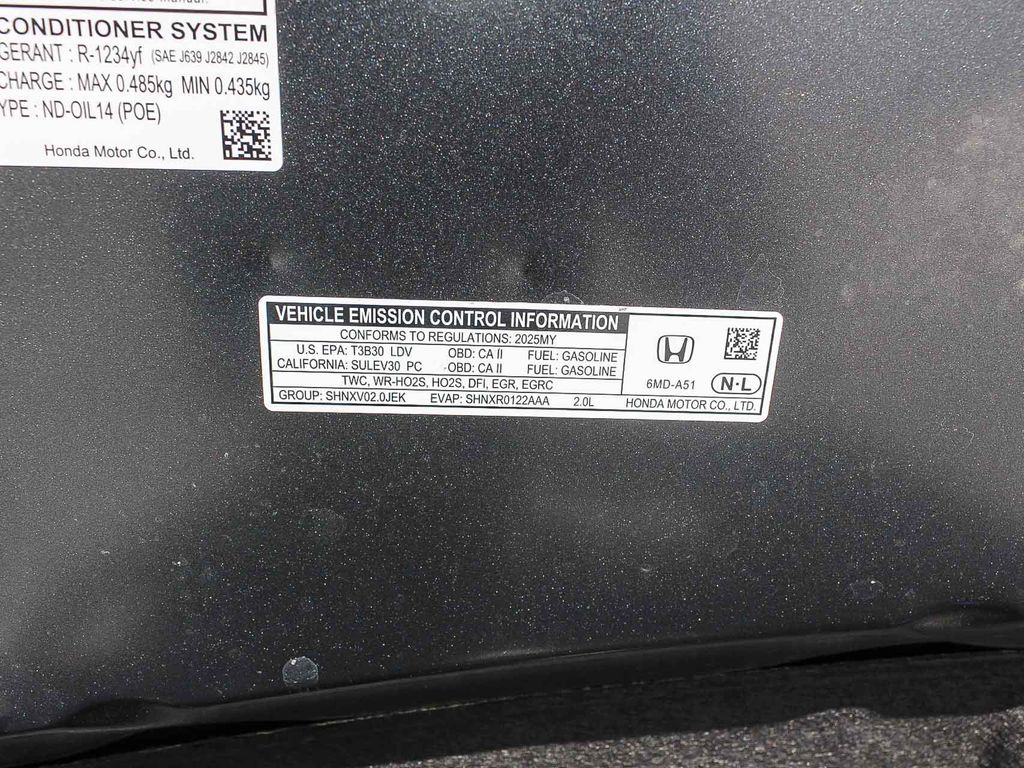 CONDITIONER SYSTEM
GERANT : R-1234yf (SAE J639 J2842 J2845)
CHARGE : MAX 0.485kg MIN 0.435kg
YPE : ND-OIL14 (POE)
Honda Motor Co., Ltd.
VEHICLE EMISSION CONTROL INFORMATION
CONFORMS TO REGULATIONS: 2025MY
U.S. EPA: T3B30 LDV OBD: CA II FUEL: GASOLINE
CALIFORNIA: SULEV30 PC OBD: CA II FUEL: GASOLINE
TWC, WR-HO2S, HO2S, DFI, EGR, EGRC
GROUP: SHNXV02.0JEK EVAP: SHNXR0122AAA 2.0L
6MD-A51 N·L
HONDA MOTOR CO., LTD.